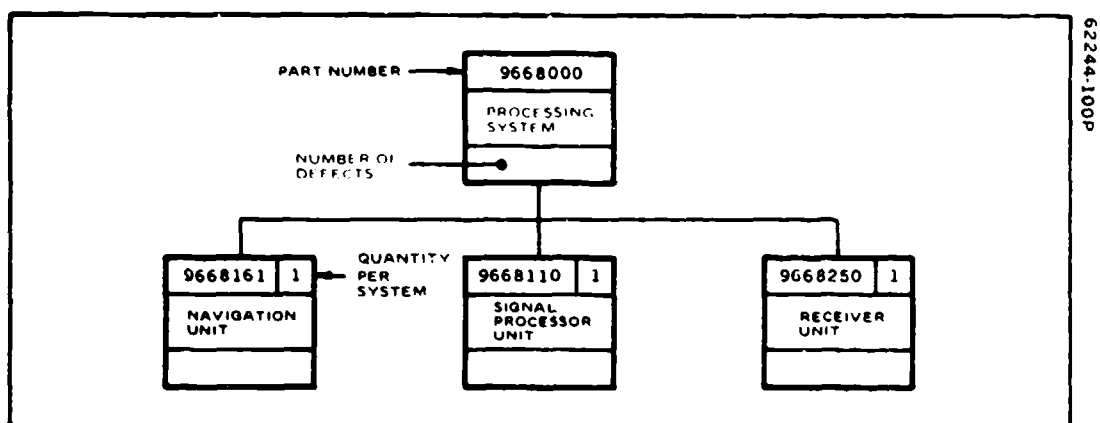 62244-100P
PART NUMBER
9668000
PROCESSING
SYSTEM
NUMBER OF
DEFECTS
9668161 1
QUANTITY
PER
SYSTEM
9668110 1
9668250 1
NAVIGATION
UNIT
SIGNAL
PROCESSOR
UNIT
RECEIVER
UNIT